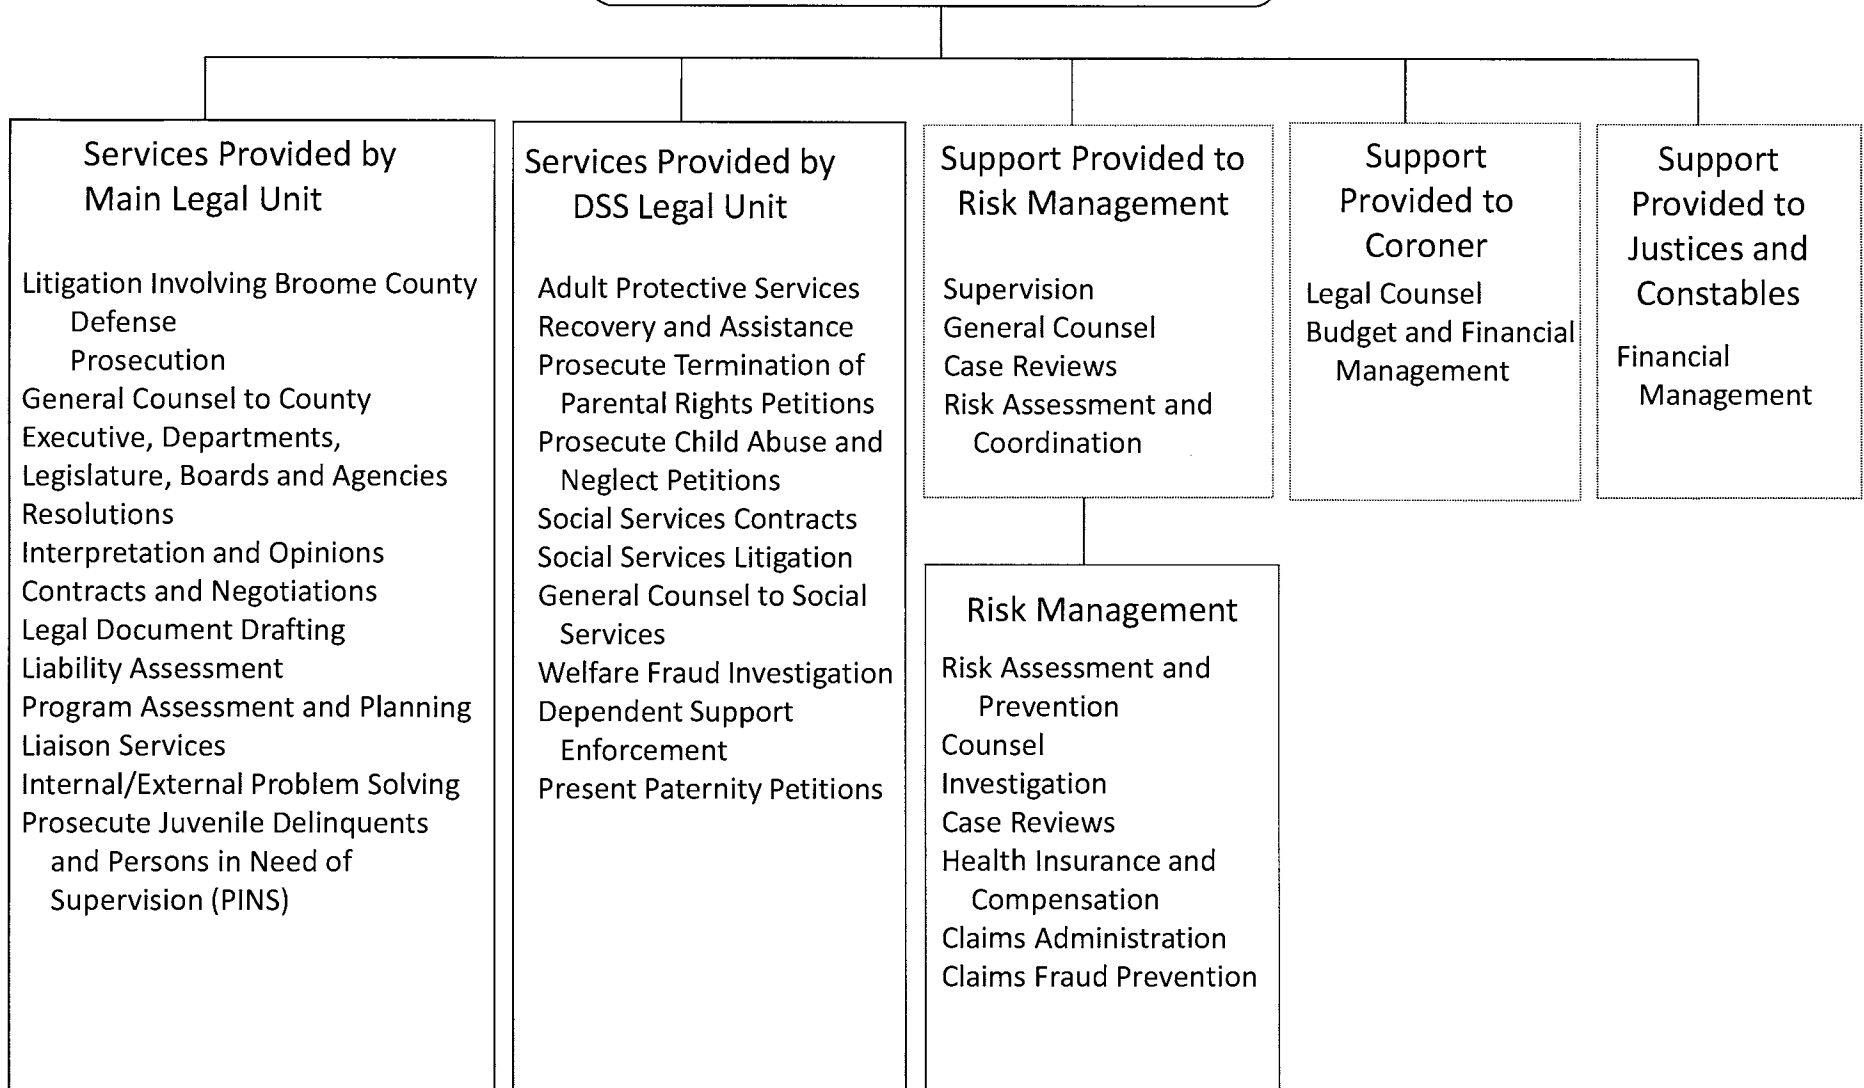 Services Provided by
Main Legal Unit
Litigation Involving Broome County
Defense
Prosecution
General Counsel to County
Executive, Departments,
Legislature, Boards and Agencies
Resolutions
Interpretation and Opinions
Contracts and Negotiations
Legal Document Drafting
Liability Assessment
Program Assessment and Planning
Liaison Services
Internal/External Problem Solving
Prosecute Juvenile Delinquents
and Persons in Need of
Supervision (PINS)
Services Provided by
DSS Legal Unit
Adult Protective Services
Recovery and Assistance
Prosecute Termination of
Parental Rights Petitions
Prosecute Child Abuse and
Neglect Petitions
Social Services Contracts
Social Services Litigation
General Counsel to Social
Services
Welfare Fraud Investigation
Dependent Support
Enforcement
Present Paternity Petitions
Support Provided to
Risk Management
Supervision
General Counsel
Case Reviews
Risk Assessment and
Coordination
Risk Management
Risk Assessment and
Prevention
Counsel
Investigation
Case Reviews
Health Insurance and
Compensation
Claims Administration
Claims Fraud Prevention
Support
Provided to
Coroner
Legal Counsel
Budget and Financial
Management
Support
Provided to
Justices and
Constables
Financial
Management